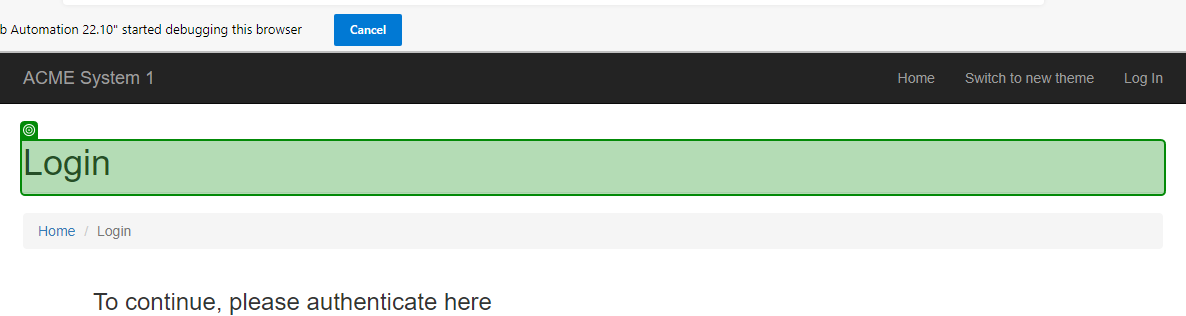 b Automation 22.10" started debugging this browser Cancel
ACME System 1 Home Switch to new theme Log In
Login
Home / Login
To continue, please authenticate here